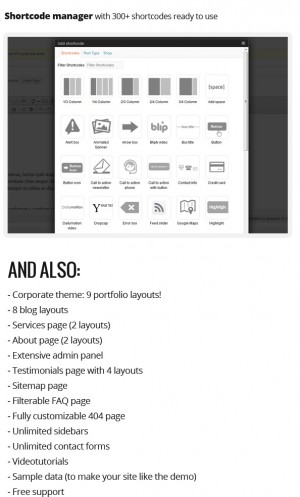 Shortcode manager with 300+ shortcodes ready to use
Add shortcode
Shortcodes Post Type Shop
Filter Shortcodes Filter Shortcodes
1/3 Column 1/4 Column 2/3 Column 2/4 Column 3/4 Column Add space
[space]
Alert box Animated banner Arrow box Bliptv video Box title Button
blip
Button icon Call to action newsletter Call to action phone Call to action with button Contact info Credit card
Dailymotion video Dropcap Error box Feed slider Google Maps Highlight
AND ALSO:
- Corporate theme: 9 portfolio layouts!
- 8 blog layouts
- Services page (2 layouts)
- About page (2 layouts)
- Extensive admin panel
- Testimonials page with 4 layouts
- Sitemap page
- Filterable FAQ page
- Fully customizable 404 page
- Unlimited sidebars
- Unlimited contact forms
- Videotutorials
- Sample data (to make your site like the demo)
- Free support